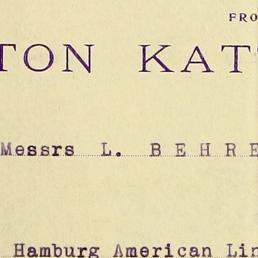 FRO
TON KAT
Messrs L. BEHRE
Hamburg American Lin